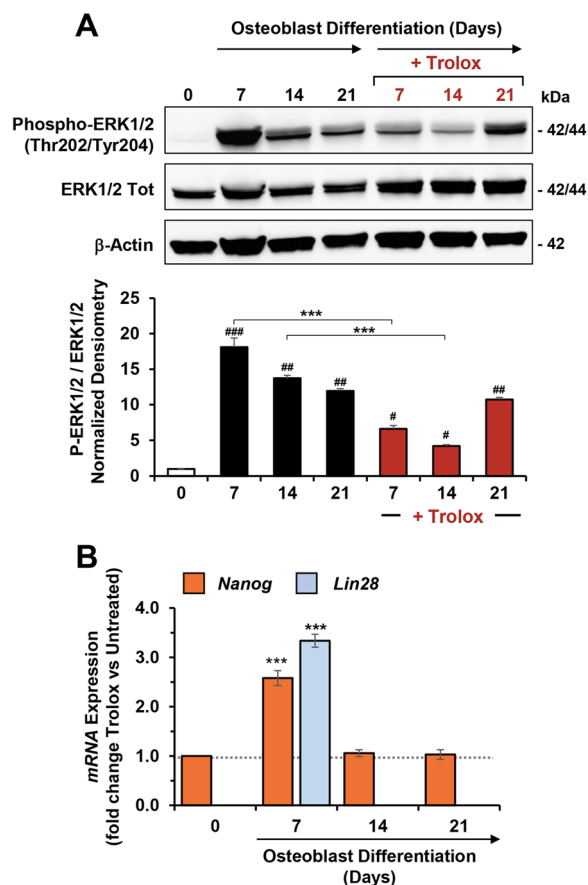 A
Osteoblast Differentiation (Days)
+ Trolox
0 7 14 21 7 14 21 kDa
Phospho-ERK1/2
(Thr202/Tyr204)
- 42/44
ERK1/2 Tot
- 42/44
β-Actin
- 42
P-ERK1/2 / ERK1/2
Normalized Densiometry
25
20
15
10
5
0
***
***
###
##
##
#
#
##
0 7 14 21 7 14 21
+ Trolox
B
Nanog Lin28
mRNA Expression
(fold change Trolox vs Untreated)
4.0
3.0
2.0
1.0
0.0
***
***
0 7 14 21
Osteoblast Differentiation
(Days)